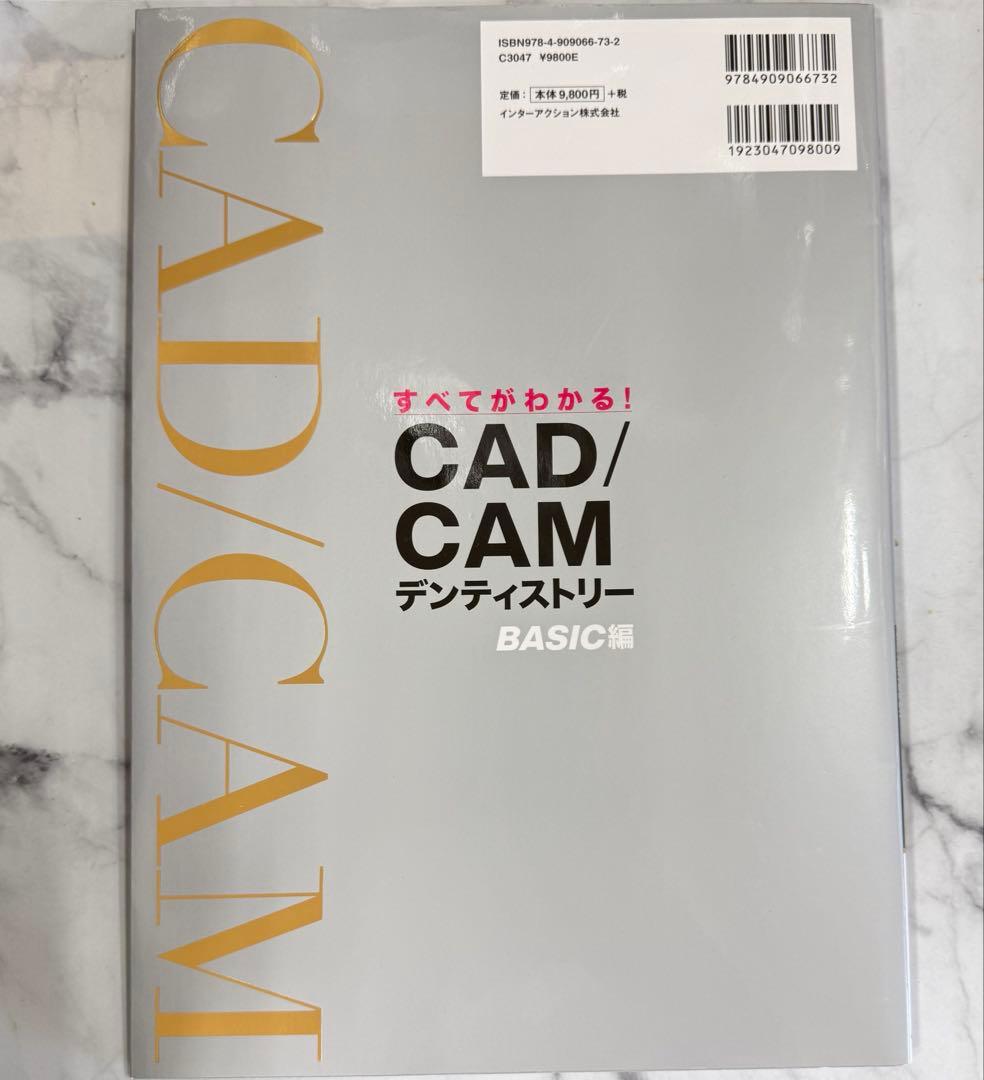 ISBN978-4-909066-73-2
C3047 ¥9800E
定価： 本体9,800円 +税
インターアクション株式会社
9784909066732
1923047098009
CAD/CAM
すべてがわかる！
CAD/
CAM
デンティストリー
BASIC編